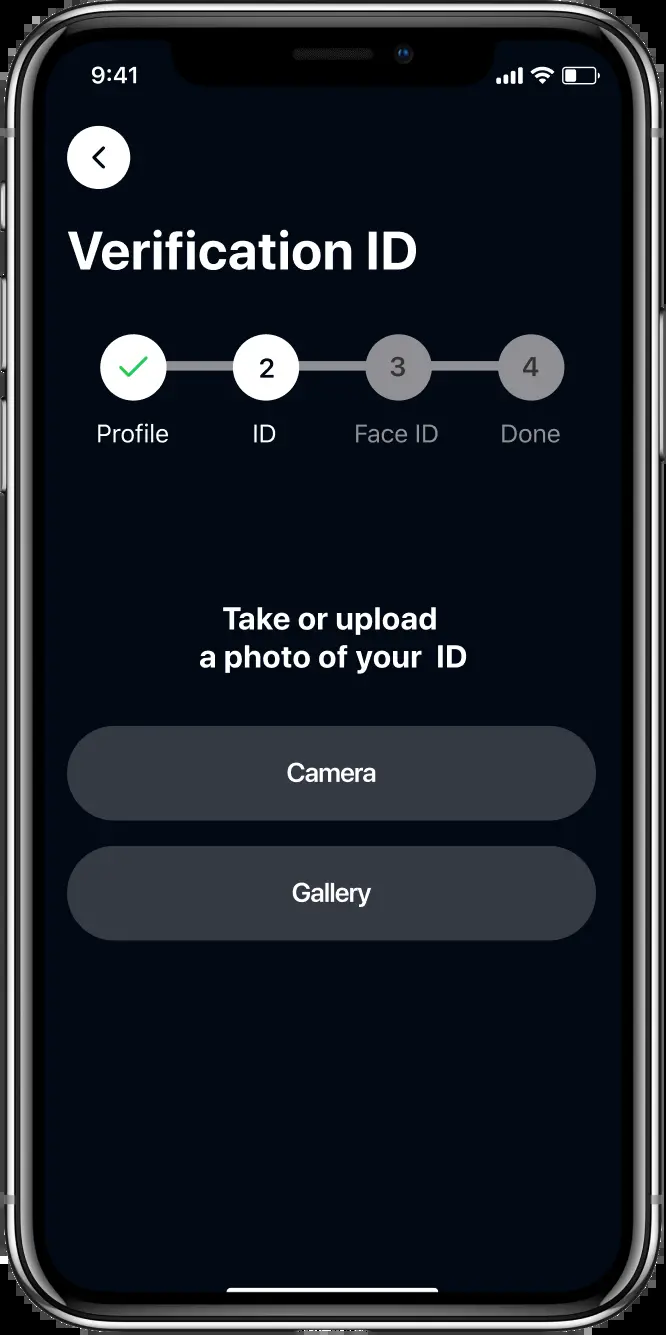 9:41
Verification ID
2
3
4
Profile
ID
Face ID
Done
Take or upload
a photo of your  ID
Camera
Gallery